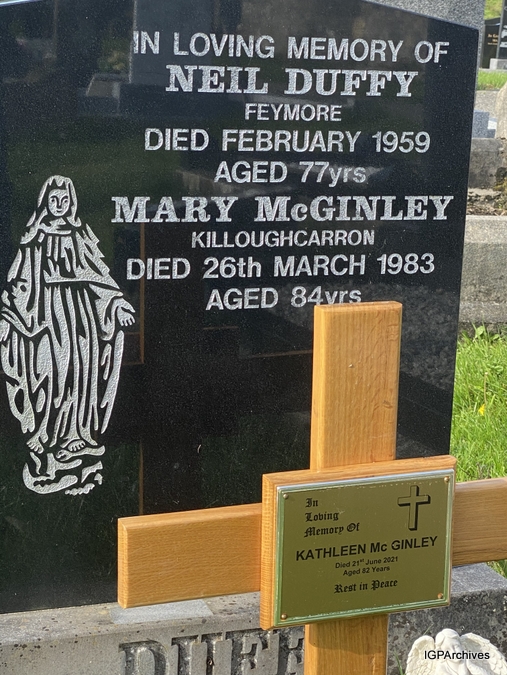 IN LOVING MEMORY OF
NEIL DUFFY
FEYMORE
DIED FEBRUARY 1959
AGED 77yrs
MARY McGINLEY
KILLOUGHCARRON
DIED 26th MARCH 1983
AGED 84yrs
In
Loving
Memory Of
KATHLEEN Mc GINLEY
Died 21st June 2021
Aged 82 Years
Rest in Peace
IGPArchives